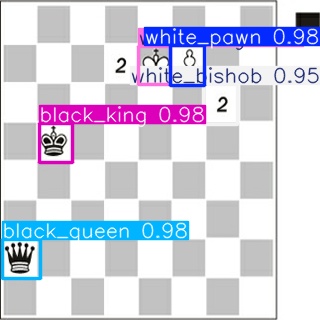 white_pawn 0.98
2
white_bishob 0.95
2
black_king 0.98
black_queen 0.98